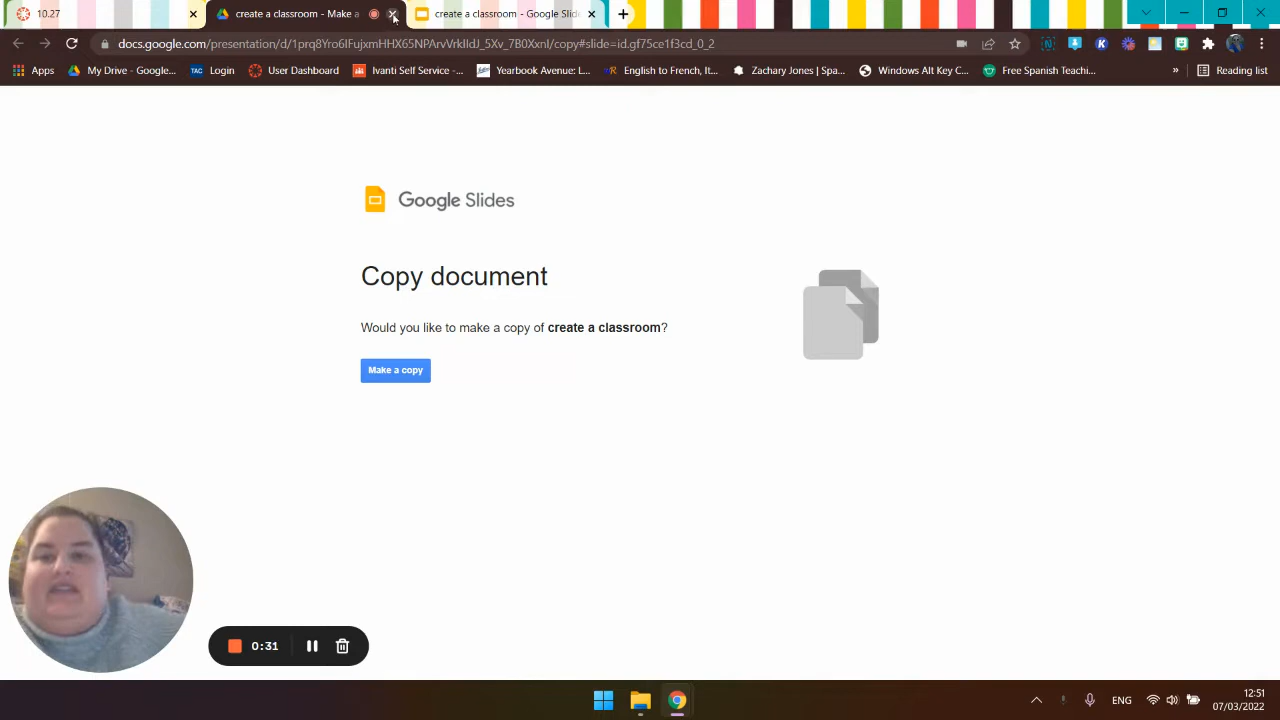 10.27
create a classroom - Make a
create a classroom - Google Slide
docs.google.com/presentation/d/1prq8Yro6IFujxmHHX65NPArvVrkIldJ_5Xv_7B0XxnI/copy#slide=id.gf75ce1f3cd_0_2
Apps
My Drive - Google...
TAC
Login
User Dashboard
Ivanti Self Service -...
Yearbook Avenue: L...
English to French, It...
Zachary Jones | Spa...
Windows Alt Key C...
Free Spanish Teachi...
»
Reading list
Google Slides
Copy document
Would you like to make a copy of create a classroom?
Make a copy
0:31
ENG
12:51
07/03/2022